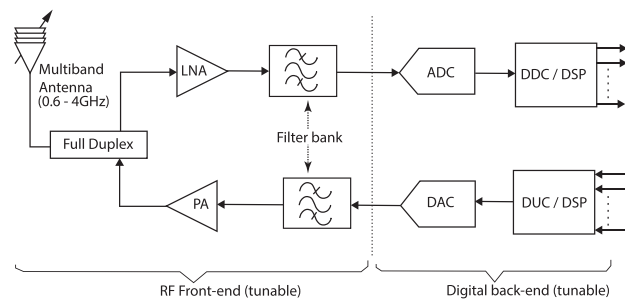 Multiband
Antenna
(0.6 - 4GHz)
LNA
ADC
DDC / DSP
Full Duplex
Filter bank
PA
DAC
DUC / DSP
RF Front-end (tunable)
Digital back-end (tunable)